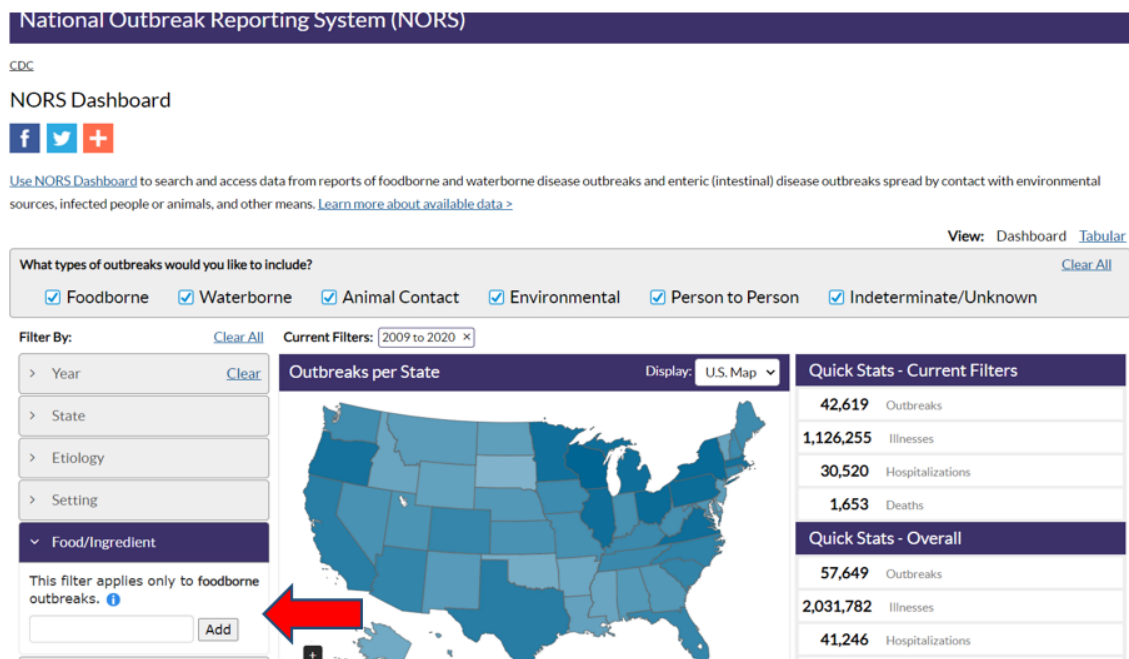 National Outbreak Reporting System (NORS)
CDC
NORS Dashboard
Use NORS Dashboard to search and access data from reports of foodborne and waterborne disease outbreaks and enteric (intestinal) disease outbreaks spread by contact with environmental
sources, infected people or animals, and other means. Learn more about available data >
View: Dashboard Tabular
What types of outbreaks would you like to include? Clear All
Foodborne Waterborne Animal Contact Environmental Person to Person Indeterminate/Unknown
Filter By: Clear All
Current Filters: 2009 to 2020 ×
Year Clear
State
Etiology
Setting
Food/Ingredient
This filter applies only to foodborne
outbreaks.
Add
Outbreaks per State Display: U.S. Map
Quick Stats - Current Filters
42,619 Outbreaks
1,126,255 Illnesses
30,520 Hospitalizations
1,653 Deaths
Quick Stats - Overall
57,649 Outbreaks
2,031,782 Illnesses
41,246 Hospitalizations